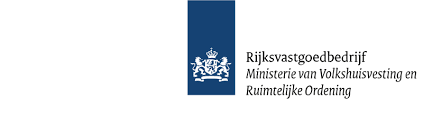 Rijksvastgoedbedrijf
Ministerie van Volkshuisvesting en
Ruimtelijke Ordening